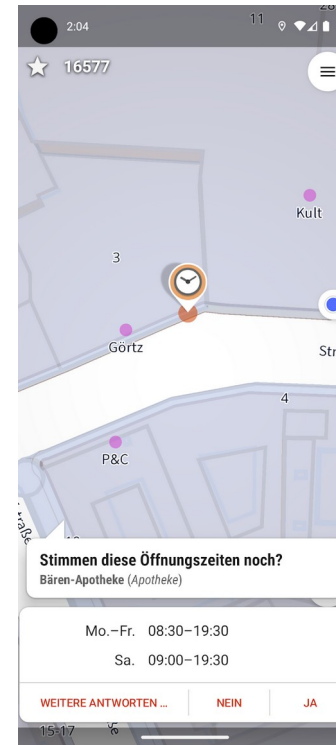 2:04
11
28
16577
Kult
3
Görtz
Str
4
P&C
Stimmen diese Öffnungszeiten noch?
Bären-Apotheke (Apotheke)
Mo.–Fr. 08:30–19:30
Sa. 09:00–19:30
WEITERE ANTWORTEN … NEIN JA
15-17